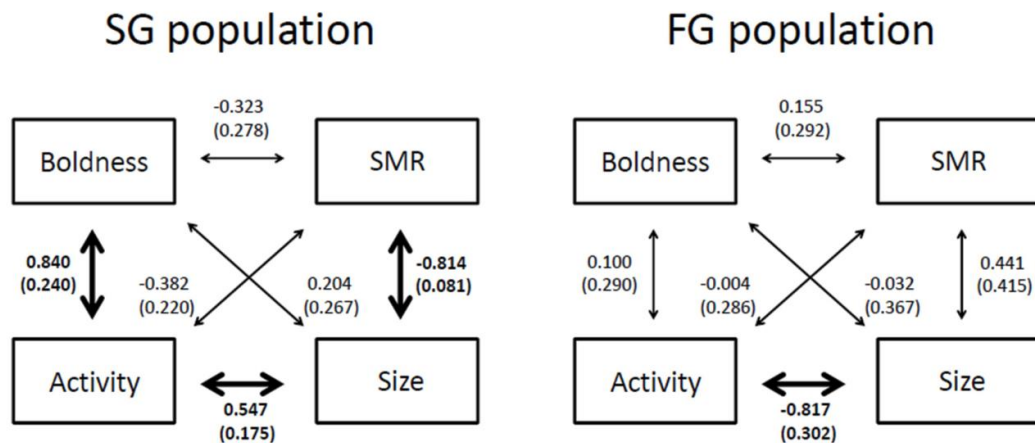 SG population
FG population
-0.323
(0.278)
0.155
(0.292)
Boldness
SMR
Boldness
SMR
0.840
(0.240)
-0.382
(0.220)
0.204
(0.267)
-0.814
(0.081)
0.100
(0.290)
-0.004
(0.286)
-0.032
(0.367)
0.441
(0.415)
Activity
Size
Activity
Size
0.547
(0.175)
-0.817
(0.302)